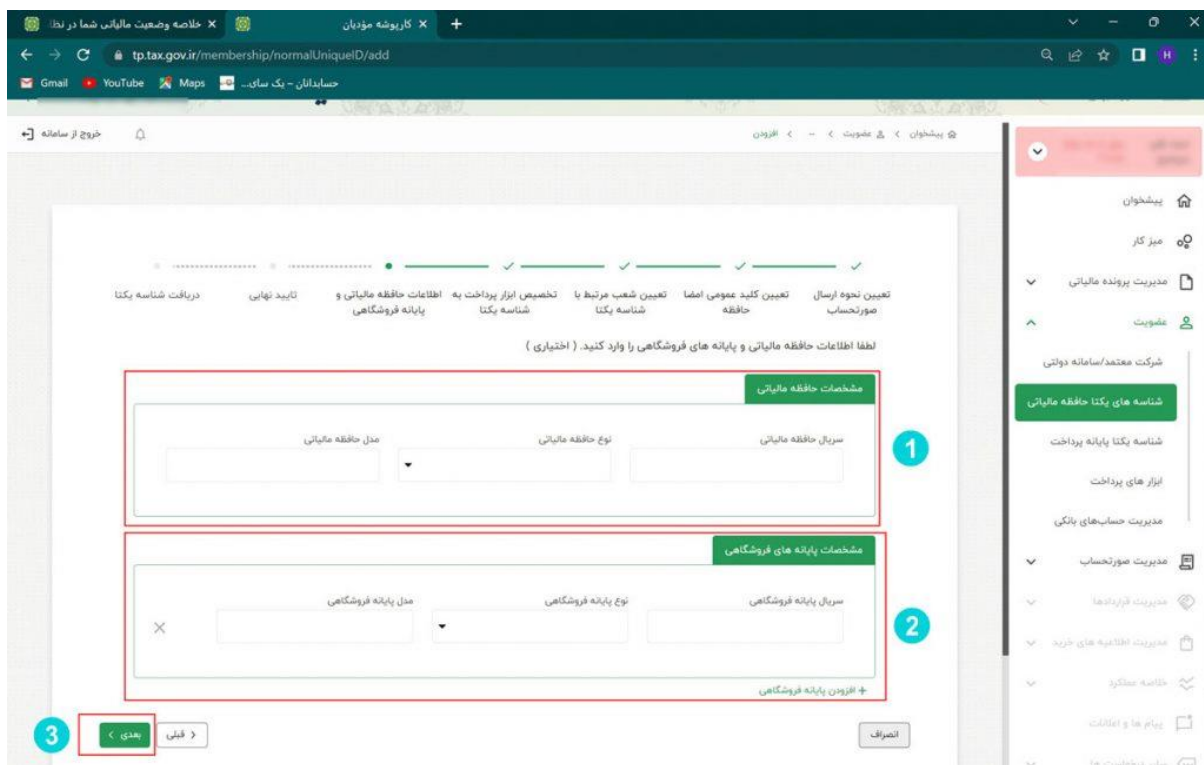 خلاصه وضعیت مالیاتی شما در نظا
کارپوشه مؤدیان
tp.tax.gov.ir/membership/normalUniqueID/add
H
Gmail
YouTube
Maps
حسابدانان – یک سای...
پیشخوان > عضویت > ... > افزودن
خروج از سامانه
پیشخوان
میز کار
مدیریت پرونده مالیاتی
عضویت
شرکت معتمد/سامانه دولتی
شناسه های یکتا حافظه مالیاتی
شناسه یکتا پایانه پرداخت
ابزار های پرداخت
مدیریت حساب‌های بانکی
مدیریت صورتحساب
مدیریت قراردادها
مدیریت اطلاعیه های خرید
خلاصه عملکرد
پیام ها و اعلانات
سایر درخواست ها
تعیین نحوه ارسال صورتحساب
تعیین کلید عمومی امضا حافظه
تعیین شعب مرتبط با شناسه یکتا
تخصیص ابزار پرداخت به شناسه یکتا
اطلاعات حافظه مالیاتی و پایانه فروشگاهی
تایید نهایی
دریافت شناسه یکتا
لطفا اطلاعات حافظه مالیاتی و پایانه های فروشگاهی را وارد کنید. ( اختیاری )
مشخصات حافظه مالیاتی
سریال حافظه مالیاتی
نوع حافظه مالیاتی
مدل حافظه مالیاتی
1
مشخصات پایانه های فروشگاهی
سریال پایانه فروشگاهی
نوع پایانه فروشگاهی
مدل پایانه فروشگاهی
2
+ افزودن پایانه فروشگاهی
انصراف
قبلی
بعدی
3